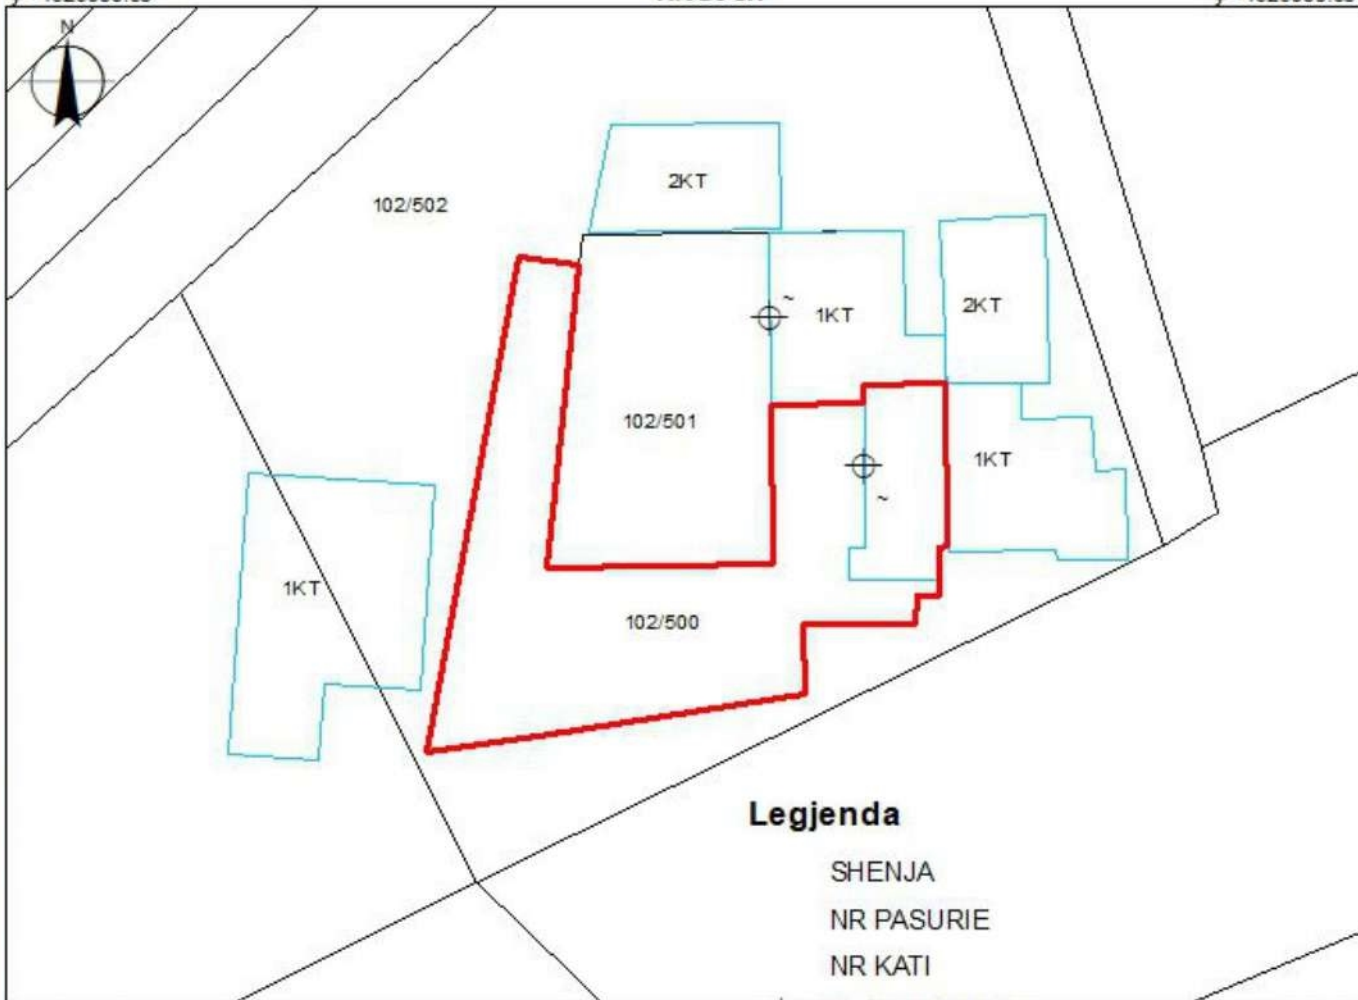 N
2KT
102/502
2KT
1KT
102/501
1KT
1KT
102/500
Legjenda
SHENJA
NR PASURIE
NR KATI